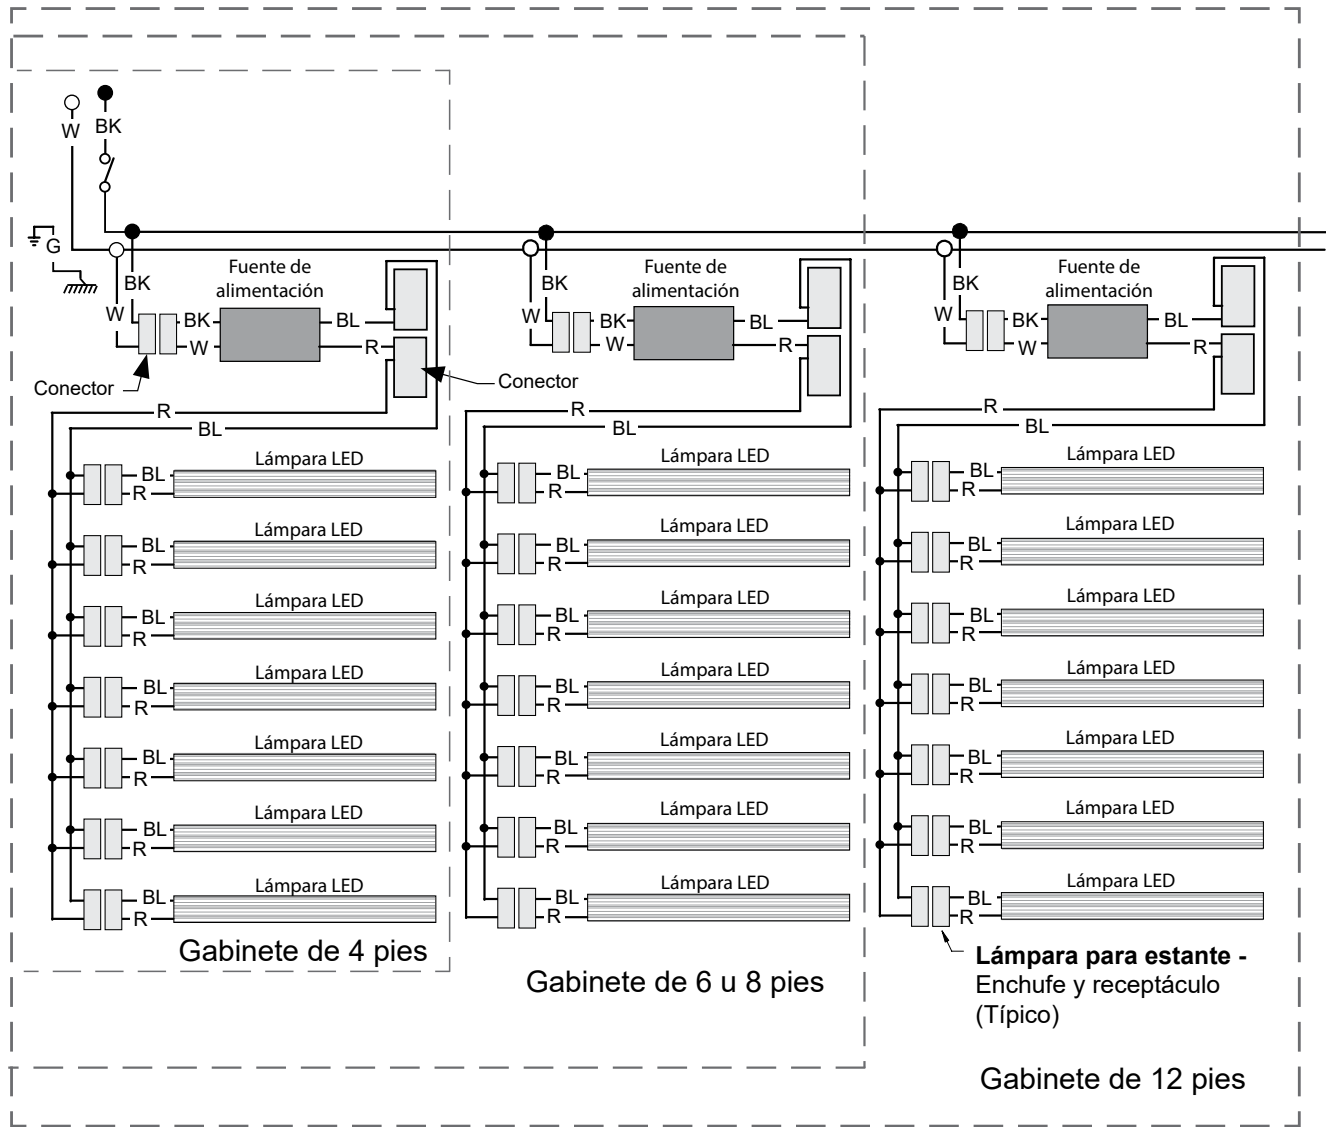 W
BK
G
BK
W
BK
W
Fuente de
alimentación
BL
R
Conector
Conector
R
BL
BK
W
BK
W
Fuente de
alimentación
BL
R
R
BL
BK
W
BK
W
Fuente de
alimentación
BL
R
R
BL
Lámpara LED
BL
R
Lámpara LED
BL
R
Lámpara LED
BL
R
Lámpara LED
BL
R
Lámpara LED
BL
R
Lámpara LED
BL
R
Lámpara LED
BL
R
Gabinete de 4 pies
Lámpara LED
BL
R
Lámpara LED
BL
R
Lámpara LED
BL
R
Lámpara LED
BL
R
Lámpara LED
BL
R
Lámpara LED
BL
R
Lámpara LED
BL
R
Gabinete de 6 u 8 pies
Lámpara LED
BL
R
Lámpara LED
BL
R
Lámpara LED
BL
R
Lámpara LED
BL
R
Lámpara LED
BL
R
Lámpara LED
BL
R
Lámpara LED
BL
R
Lámpara para estante -
Enchufe y receptáculo
(Típico)
Gabinete de 12 pies